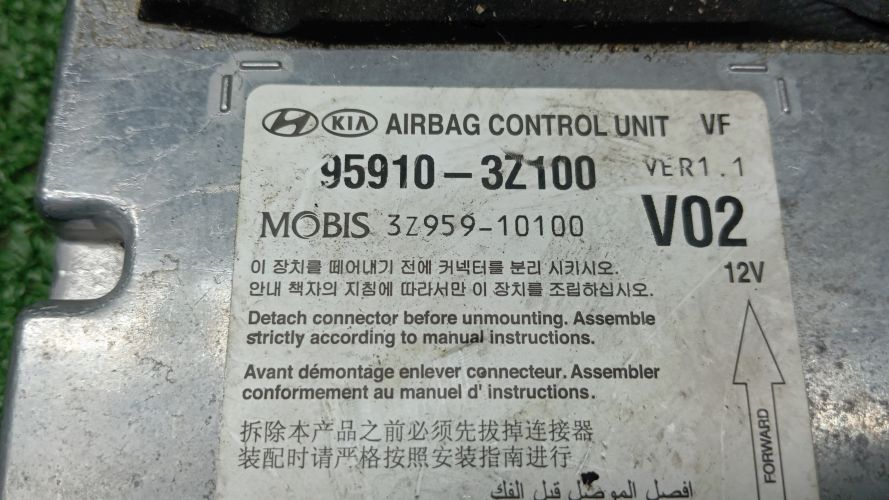 KIA AIRBAG CONTROL UNIT VF
95910-3Z100 VER1.1
MOBIS 3Z959-10100 V02
12V
이 장치를 떼어내기 전에 커넥터를 분리 시키시오.
안내 책자의 지침에 따라서만 이 장치를 조립하십시오.
Detach connector before unmounting. Assemble
strictly according to manual instructions.
Avant démontage enlever connecteur. Assembler
conformement au manuel d' instructions.
FORWARD
拆除本产品之前必须先拔掉连接器
装配时请严格按照安装指南进行
افصل الموصل قبل الفك